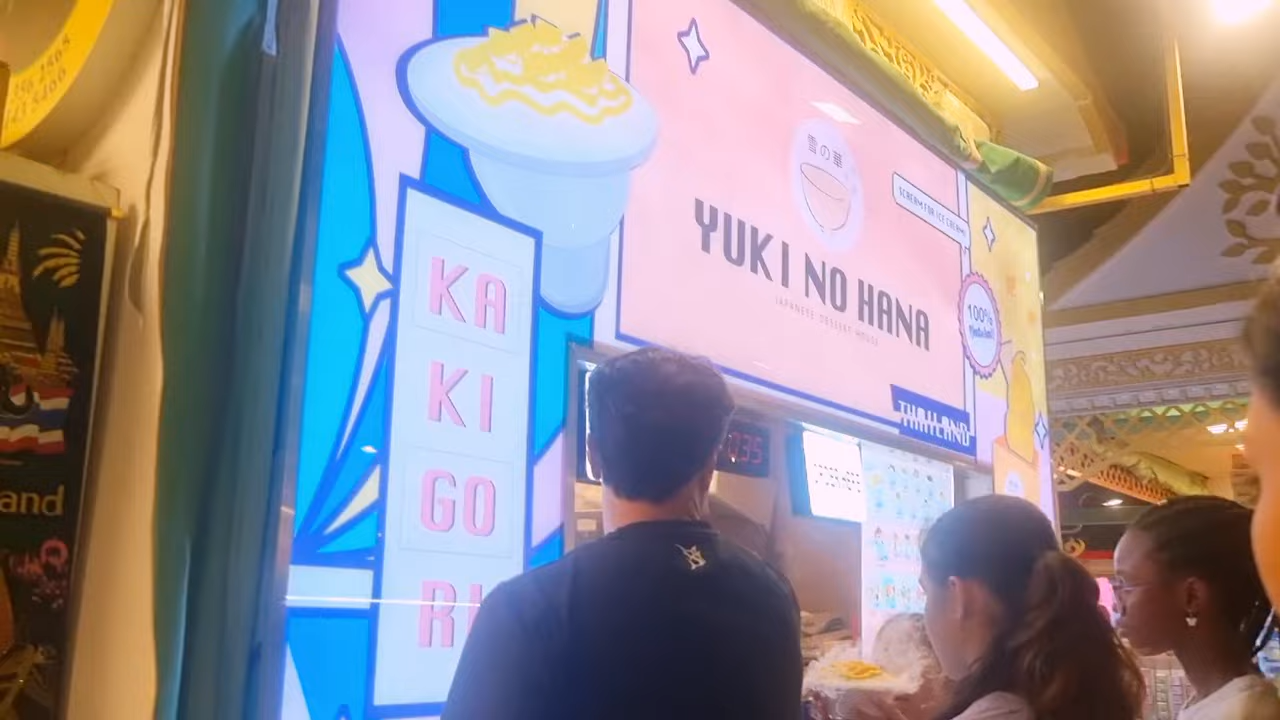 and
KA
KI
GO
RI
雪の華
YUKI NO HANA
JAPANESE DESSERT HOUSE
SCREAM FOR ICE CREAM!
100%
THAILAND